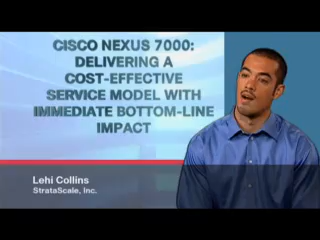 CISCO NEXUS 7000:
DELIVERING A
COST-EFFECTIVE
SERVICE MODEL WITH
IMMEDIATE BOTTOM-LINE
IMPACT
Lehi Collins
StrataScale, Inc.